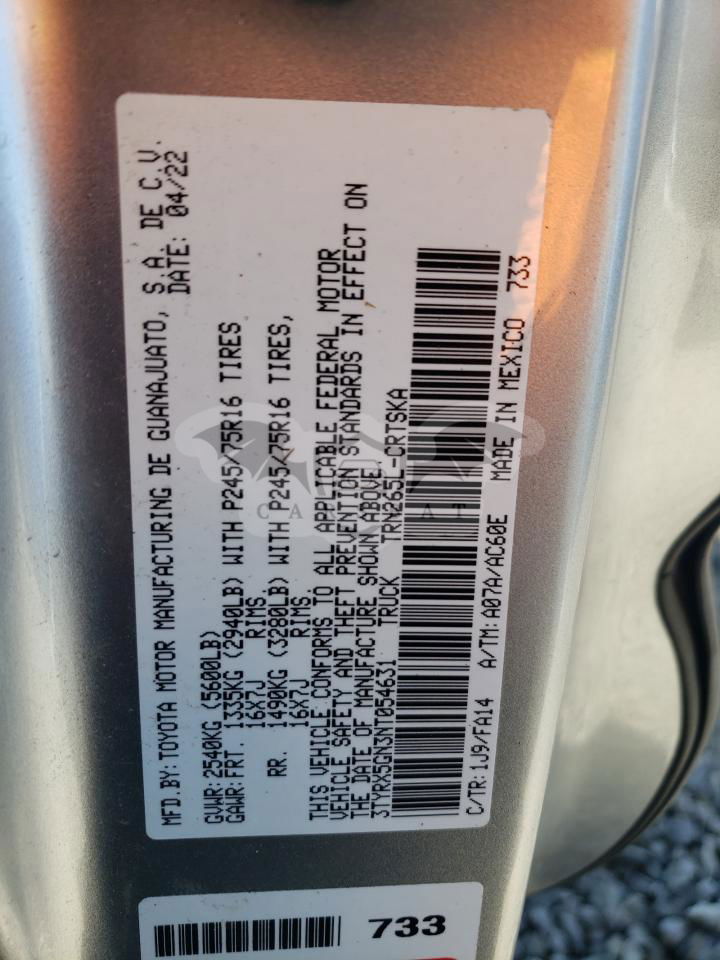 MFD.BY:TOYOTA MOTOR MANUFACTURING DE GUANAJUATO, S.A. DE C.V.
DATE: 04/22
GVWR:2540KG (5600LB)
GAWR:FRT. 1335KG (2940LB) WITH P245/75R16 TIRES
16X7J RIMS
RR. 1490KG (3280LB) WITH P245/75R16 TIRES,
16X7J RIMS
THIS VEHICLE CONFORMS TO ALL APPLICABLE FEDERAL MOTOR
VEHICLE SAFETY AND THEFT PREVENTION STANDARDS IN EFFECT ON
THE DATE OF MANUFACTURE SHOWN ABOVE.
3TYRX5GN3NT054631 TRUCK TRN265L-CRTSKA
C/TR:1J9/FA14 A/TM:A07A/AC60E MADE IN MEXICO 733
733